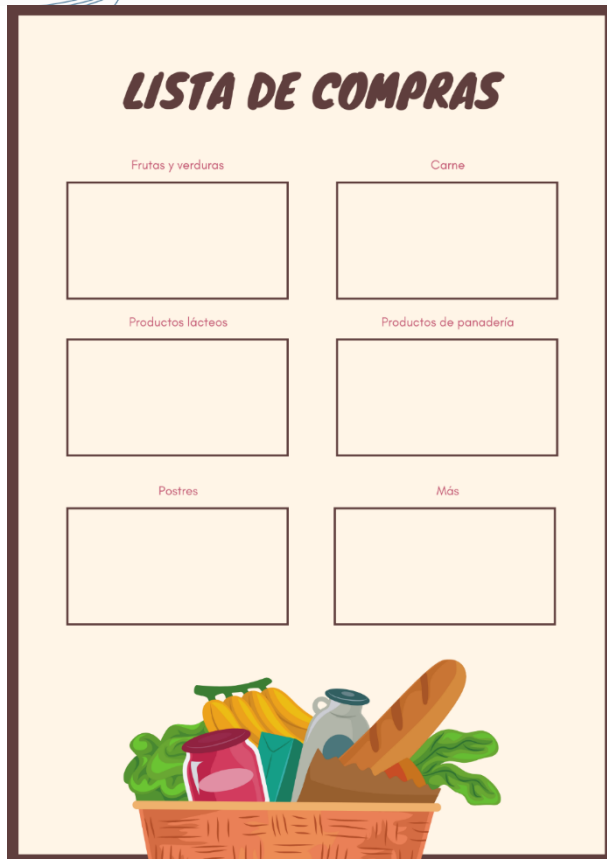 LISTA DE COMPRAS
Frutas y verduras
Carne
Productos lácteos
Productos de panadería
Postres
Más